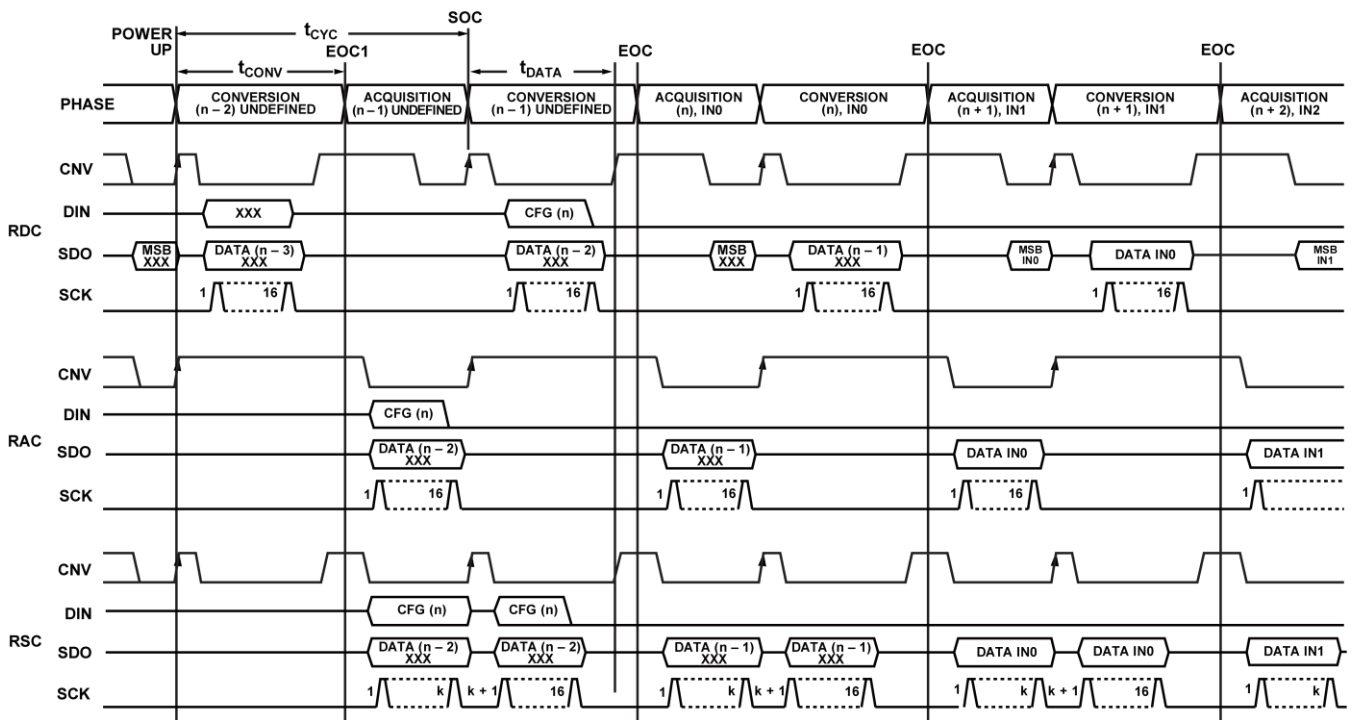 SOC
POWER UP
tCYC
EOC1
EOC
EOC
EOC
tCONV
tDATA
PHASE
CONVERSION (n – 2) UNDEFINED
ACQUISITION (n – 1) UNDEFINED
CONVERSION (n – 1) UNDEFINED
ACQUISITION (n), IN0
CONVERSION (n), IN0
ACQUISITION (n + 1), IN1
CONVERSION (n + 1), IN1
ACQUISITION (n + 2), IN2
CNV
RDC
DIN
XXX
CFG (n)
SDO
MSB XXX
DATA (n – 3) XXX
DATA (n – 2) XXX
MSB XXX
DATA (n – 1) XXX
MSB IN0
DATA IN0
MSB IN1
SCK
1 16
1 16
1 16
1 16
CNV
RAC
DIN
CFG (n)
SDO
DATA (n – 2) XXX
DATA (n – 1) XXX
DATA IN0
DATA IN1
SCK
1 16
1 16
1 16
1
CNV
RSC
DIN
CFG (n)
CFG (n)
SDO
DATA (n – 2) XXX
DATA (n – 2) XXX
DATA (n – 1) XXX
DATA (n – 1) XXX
DATA IN0
DATA IN0
DATA IN1
SCK
1 k k + 1 16
1 k k + 1 16
1 k k + 1 16
1 k